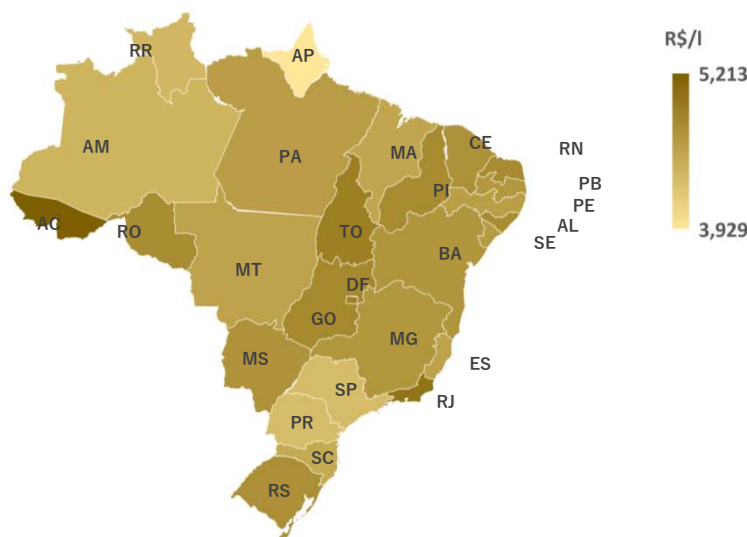 R$/l
5,213
3,929
AP
RR
AM
PA
MA
CE
RN
PB
PE
AL
SE
PI
AC
RO
TO
BA
MT
DF
GO
MG
ES
MS
SP
RJ
PR
SC
RS